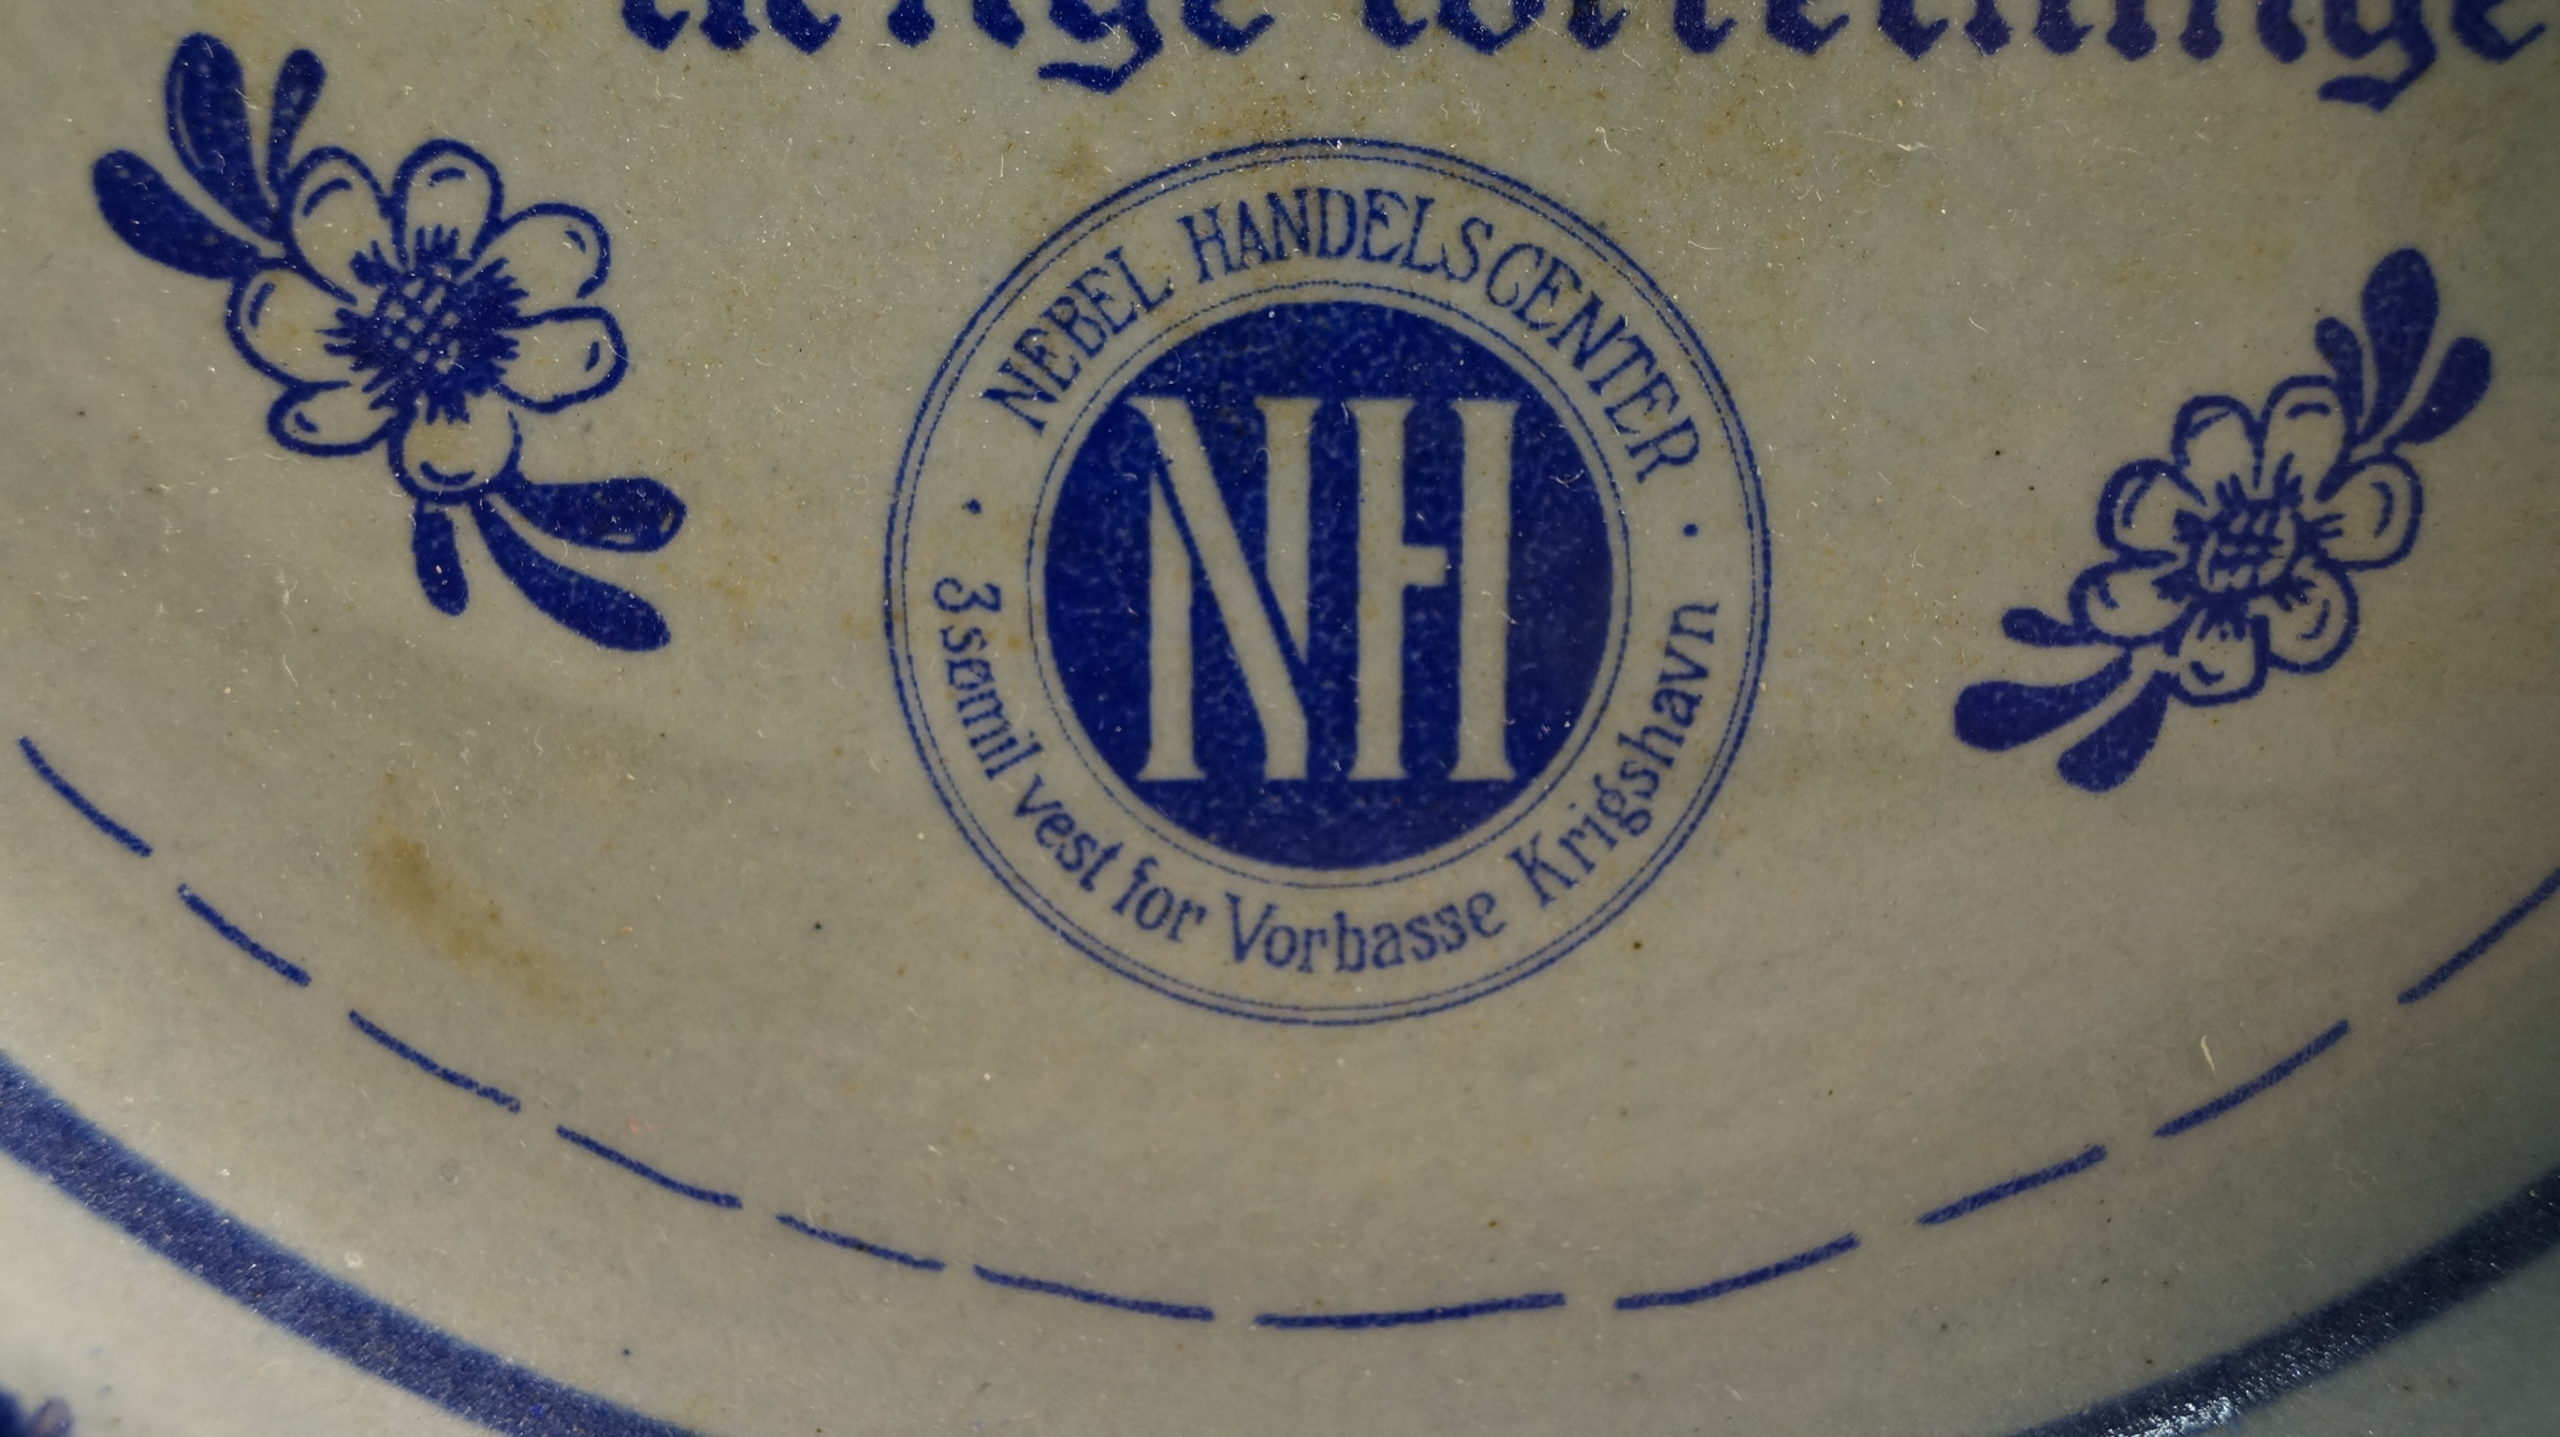 NEBEL HANDELSCENTER
NH
3 sømil vest for Vorbasse Krigshavn